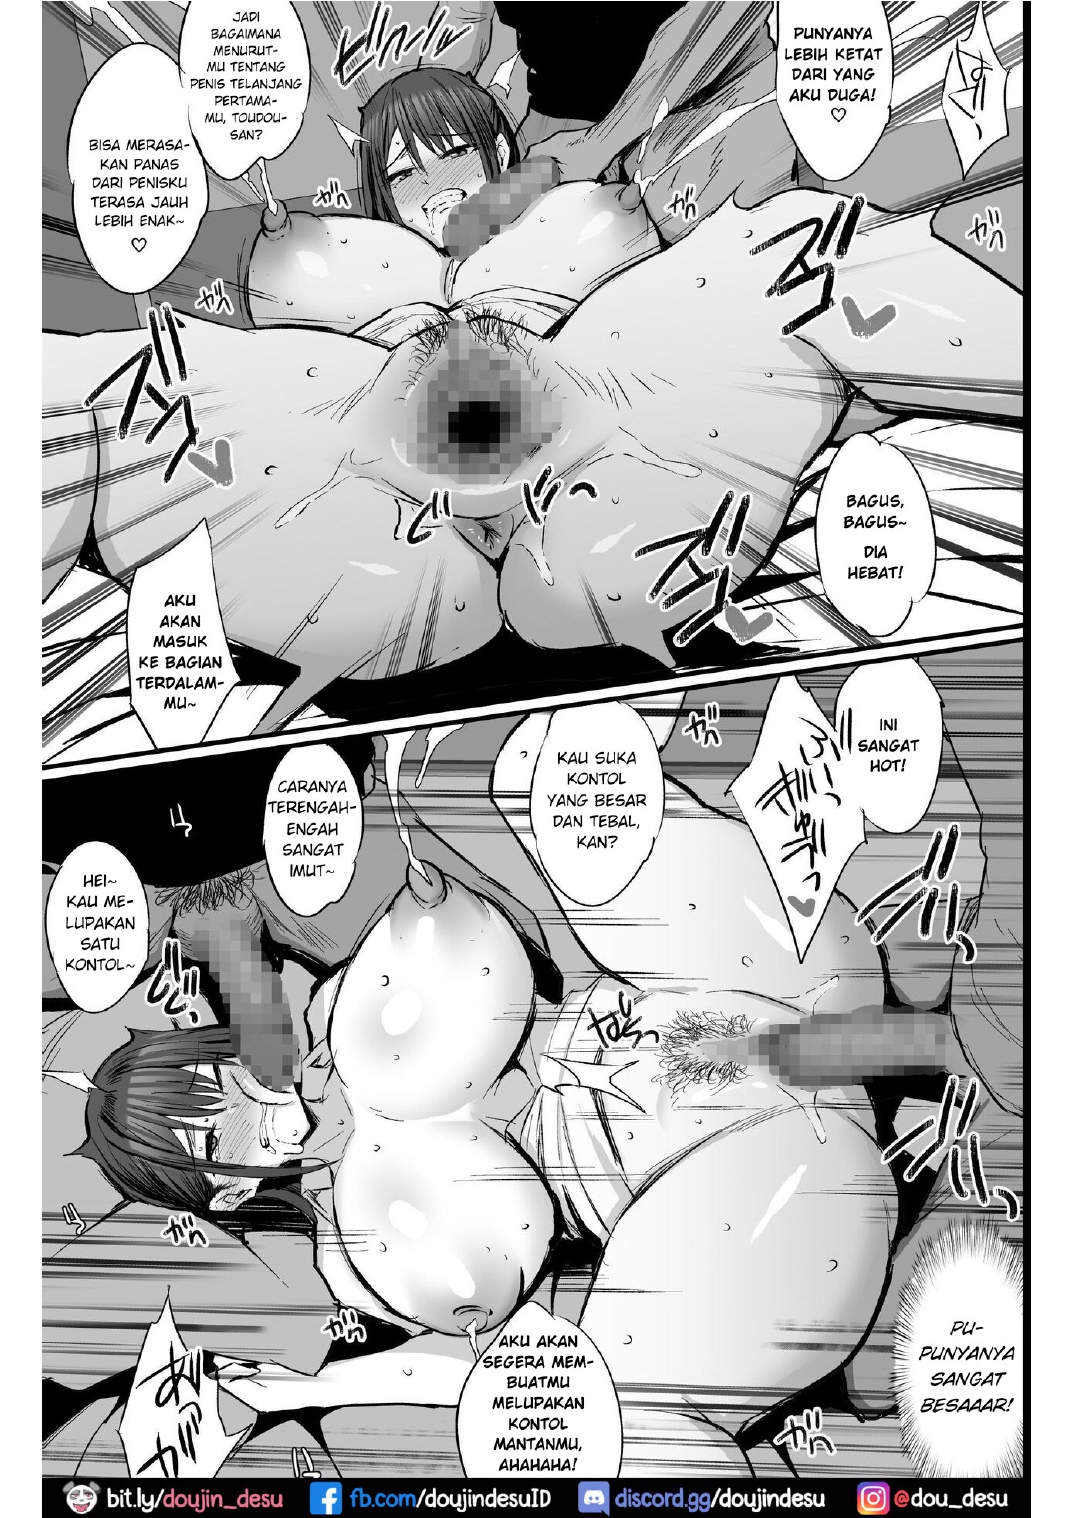 PUNYANYA
LEBIH KETAT
DARI YANG
AKU DUGA!
♡
JADI
BAGAIMANA
MENURUT-
MU TENTANG
PENIS TELANJANG
PERTAMA-
MU, TOUDOU-
SAN?
BISA MERASA-
KAN PANAS
DARI PENISKU
TERASA JAUH
LEBIH ENAK~
♡
BAGUS,
BAGUS~
DIA
HEBAT!
AKU
AKAN
MASUK
KE BAGIAN
TERDALAM-
MU~
INI
SANGAT
HOT!
KAU SUKA
KONTOL
YANG BESAR
DAN TEBAL,
KAN?
CARANYA
TERENGAH-
ENGAH
SANGAT
IMUT~
HEI~
KAU ME-
LUPAKAN
SATU
KONTOL~
PU-
PUNYANYA
SANGAT
BESAAAR!
AKU AKAN
SEGERA MEM-
BUATMU
MELUPAKAN
KONTOL
MANTANMU,
AHAHAHA!
bit.ly/doujin_desu
fb.com/doujindesuID
discord.gg/doujindesu
@dou_desu